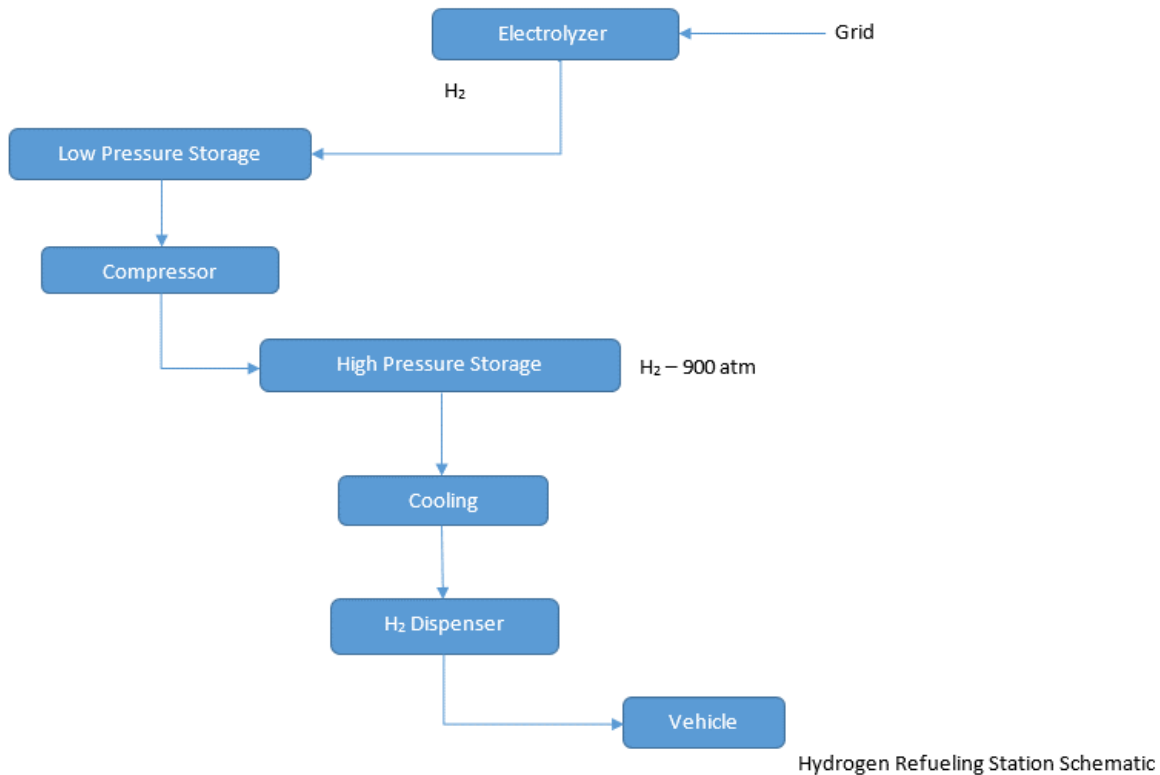 Electrolyzer
Grid
H₂
Low Pressure Storage
Compressor
High Pressure Storage
H₂ – 900 atm
Cooling
H₂ Dispenser
Vehicle
Hydrogen Refueling Station Schematic